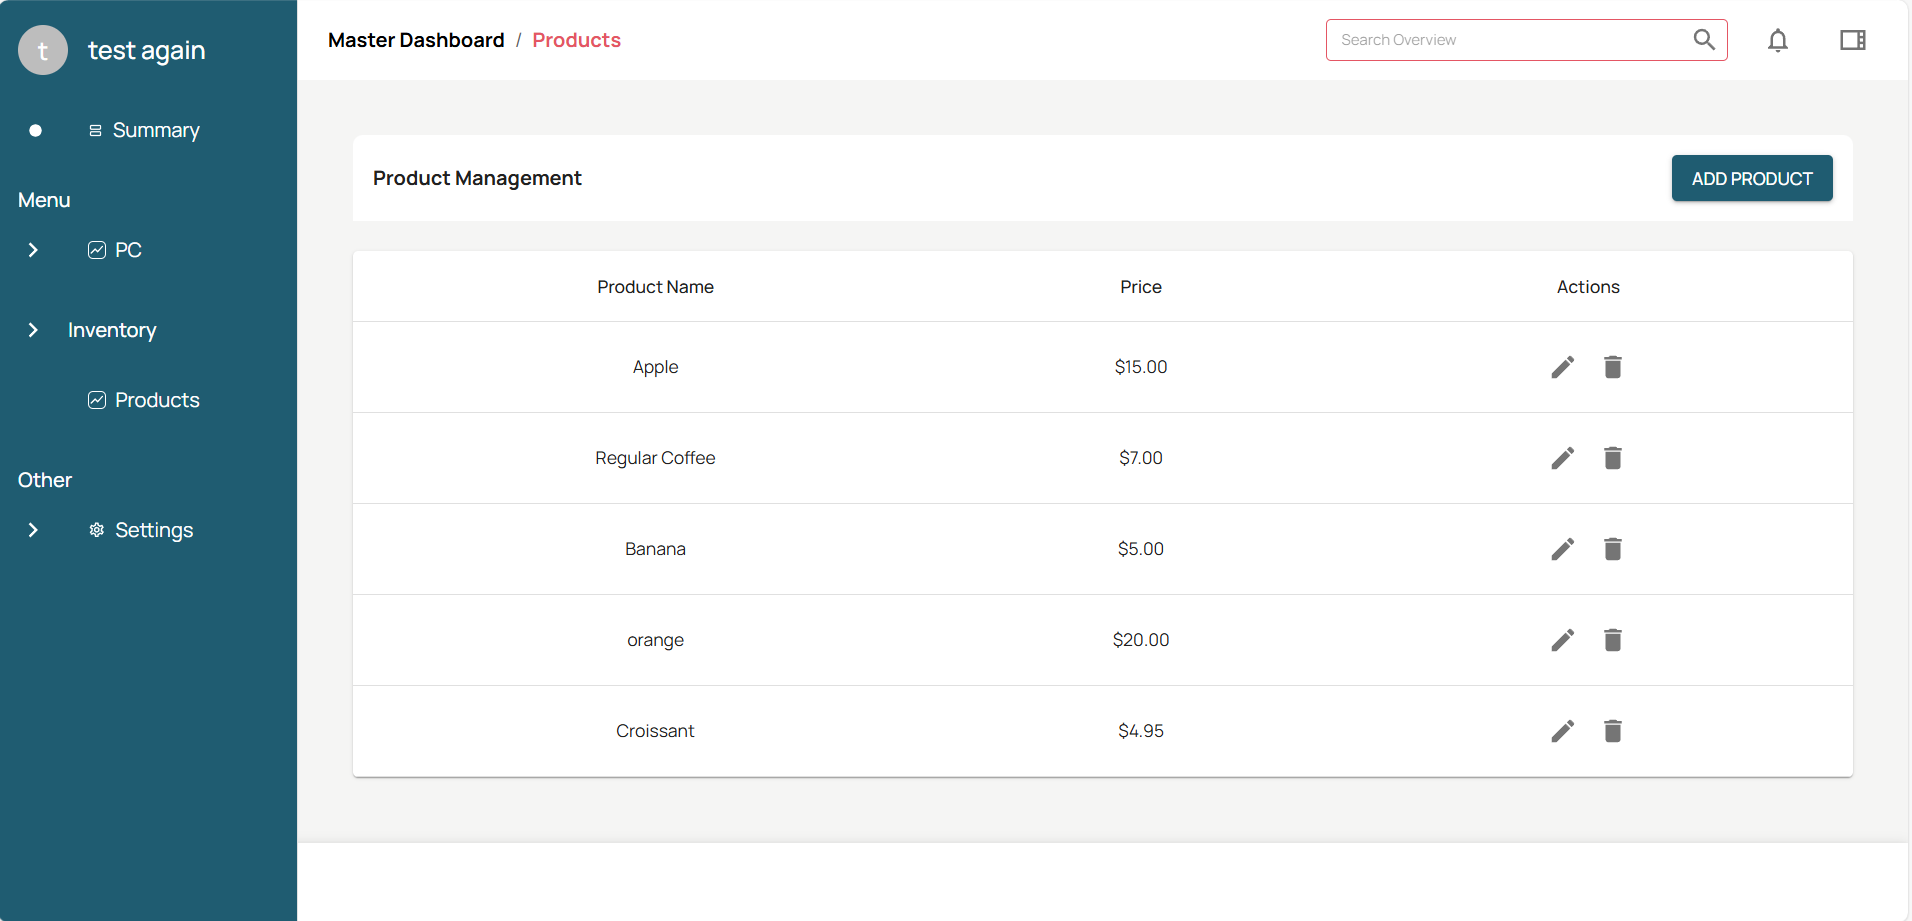 t
test again
Summary
Menu
PC
Inventory
Products
Other
Settings
Master Dashboard / Products
Search Overview
Product Management
ADD PRODUCT
Product Name Price Actions
Apple $15.00
Regular Coffee $7.00
Banana $5.00
orange $20.00
Croissant $4.95